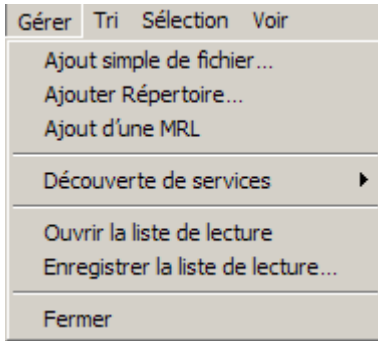 Gérer Tri Sélection Voir
Ajout simple de fichier...
Ajouter Répertoire...
Ajout d'une MRL
Découverte de services
Ouvrir la liste de lecture
Enregistrer la liste de lecture...
Fermer